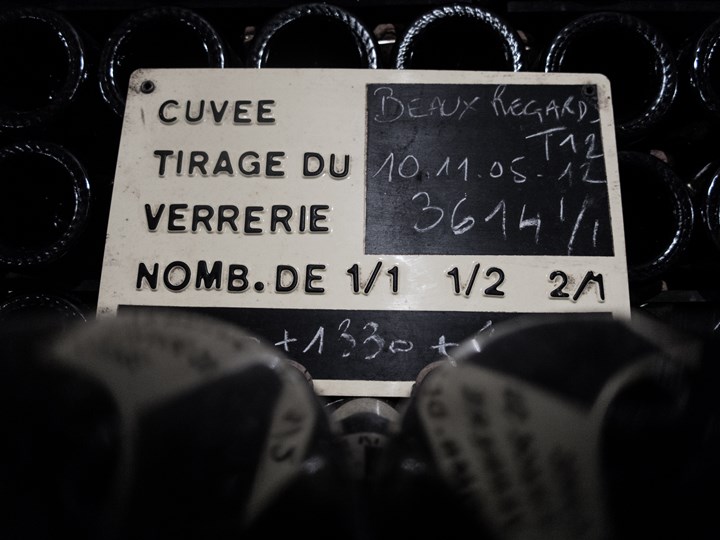 CUVEE BEAUX REGARDS
T12
TIRAGE DU 10.11.05.12
VERRERIE 3614 1/1
NOMB.DE 1/1 1/2 2/1
+1330 +